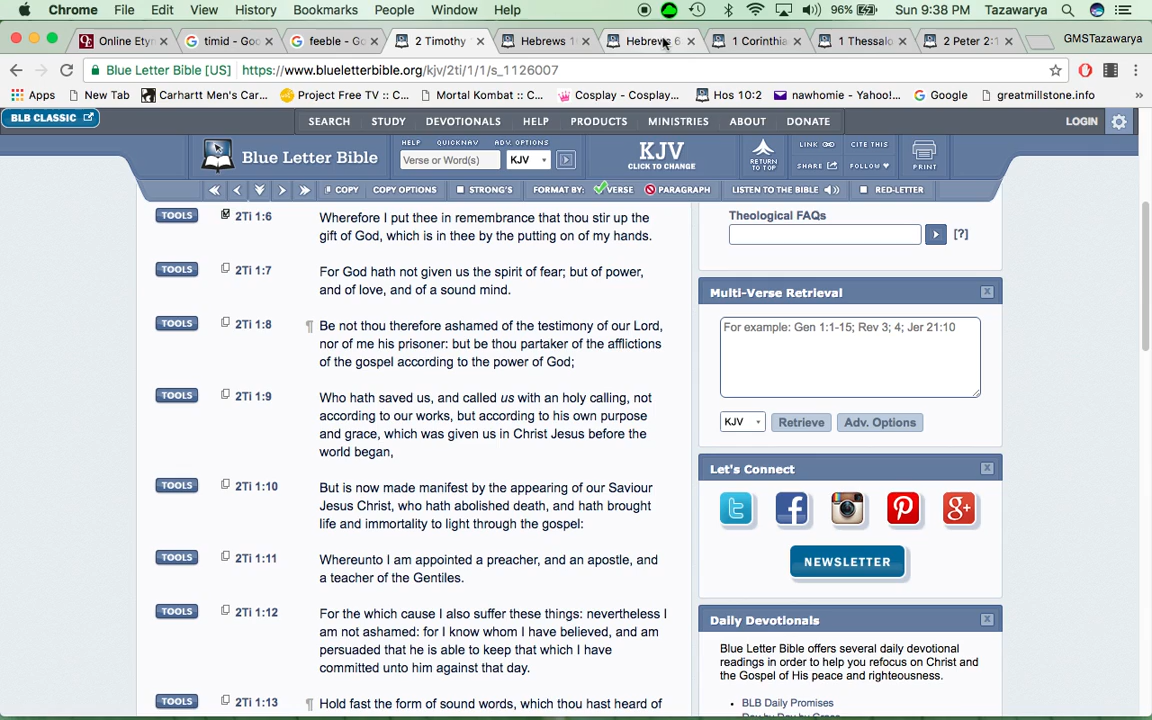 Chrome File Edit View History Bookmarks People Window Help 96% Sun 9:38 PM Tazawarya
Online Ety timid - Goo feeble - Go 2 Timothy Hebrews 1 Hebrews 6 1 Corinthia 1 Thessalo 2 Peter 2:1 GMSTazawarya
Blue Letter Bible [US] https://www.blueletterbible.org/kjv/2ti/1/1/s_1126007
Apps New Tab Carhartt Men's Car... Project Free TV :: C... Mortal Kombat :: C... Cosplay - Cosplay... Hos 10:2 nawhomie - Yahoo!... Google greatmillstone.info »
BLB CLASSIC SEARCH STUDY DEVOTIONALS HELP PRODUCTS MINISTRIES ABOUT DONATE LOGIN
HELP QUICKNAV ADV. OPTIONS
Blue Letter Bible Verse or Word(s) KJV
KJV
CLICK TO CHANGE
RETURN
TO TOP
LINK CITE THIS
SHARE FOLLOW PRINT
COPY COPY OPTIONS STRONG'S FORMAT BY: VERSE PARAGRAPH LISTEN TO THE BIBLE RED-LETTER
TOOLS 2Ti 1:6 Wherefore I put thee in remembrance that thou stir up the
gift of God, which is in thee by the putting on of my hands.
TOOLS 2Ti 1:7 For God hath not given us the spirit of fear; but of power,
and of love, and of a sound mind.
TOOLS 2Ti 1:8 ¶ Be not thou therefore ashamed of the testimony of our Lord,
nor of me his prisoner: but be thou partaker of the afflictions
of the gospel according to the power of God;
TOOLS 2Ti 1:9 Who hath saved us, and called us with an holy calling, not
according to our works, but according to his own purpose
and grace, which was given us in Christ Jesus before the
world began,
TOOLS 2Ti 1:10 But is now made manifest by the appearing of our Saviour
Jesus Christ, who hath abolished death, and hath brought
life and immortality to light through the gospel:
TOOLS 2Ti 1:11 Whereunto I am appointed a preacher, and an apostle, and
a teacher of the Gentiles.
TOOLS 2Ti 1:12 For the which cause I also suffer these things: nevertheless I
am not ashamed: for I know whom I have believed, and am
persuaded that he is able to keep that which I have
committed unto him against that day.
TOOLS 2Ti 1:13 ¶ Hold fast the form of sound words, which thou hast heard of
Theological FAQs
[?]
Multi-Verse Retrieval
For example: Gen 1:1-15; Rev 3; 4; Jer 21:10
KJV Retrieve Adv. Options
Let's Connect
NEWSLETTER
Daily Devotionals
Blue Letter Bible offers several daily devotional
readings in order to help you refocus on Christ and
the Gospel of His peace and righteousness.
BLB Daily Promises